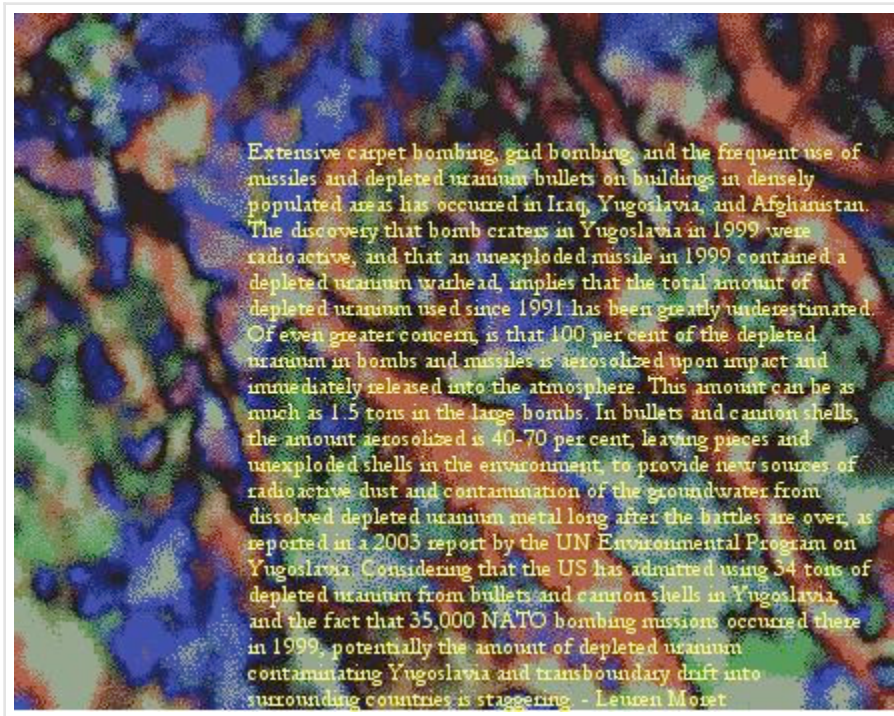 Extensive carpet bombing, grid bombing, and the frequent use of
missiles and depleted uranium bullets on buildings in densely
populated areas has occurred in Iraq, Yugoslavia, and Afghanistan.
The discovery that bomb craters in Yugoslavia in 1999 were
radioactive, and that an unexploded missile in 1999 contained a
depleted uranium warhead, implies that the total amount of
depleted uranium used since 1991 has been greatly underestimated.
Of even greater concern, is that 100 per cent of the depleted
uranium in bombs and missiles is aerosolized upon impact and
immediately released into the atmosphere. This amount can be as
much as 1.5 tons in the large bombs. In bullets and cannon shells,
the amount aerosolized is 40-70 per cent, leaving pieces and
unexploded shells in the environment, to provide new sources of
radioactive dust and contamination of the groundwater from
dissolved depleted uranium metal long after the battles are over, as
reported in a 2003 report by the UN Environmental Program on
Yugoslavia. Considering that the US has admitted using 34 tons of
depleted uranium from bullets and cannon shells in Yugoslavia,
and the fact that 35,000 NATO bombing missions occurred there
in 1999, potentially the amount of depleted uranium
contaminating Yugoslavia and transboundary drift into
surrounding countries is staggering. - Leuren Moret